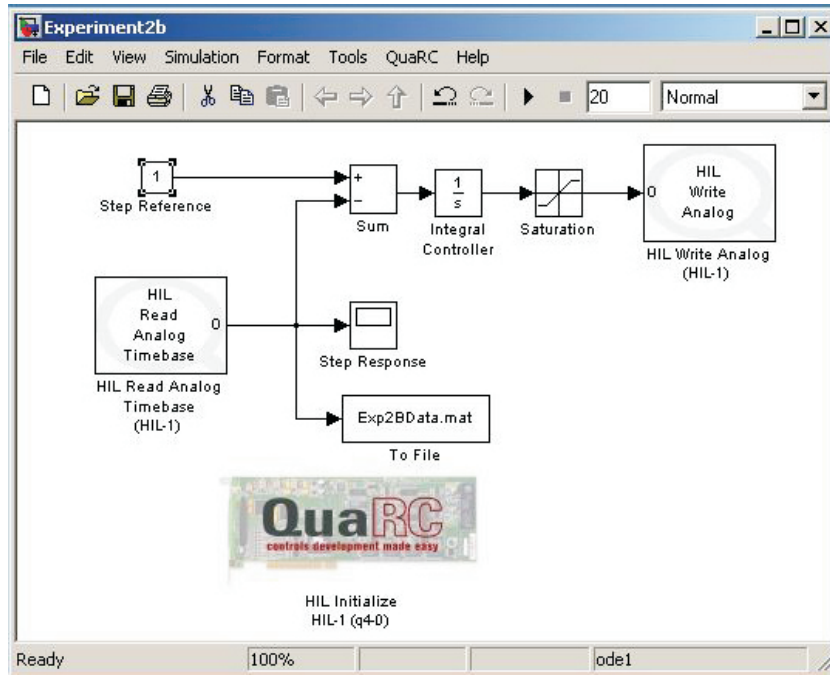 Experiment2b
File Edit View Simulation Format Tools QuaRC Help
20 Normal
1
Step Reference
+
−
Sum
1
s
Integral
Controller
Saturation
0
HIL
Write
Analog
HIL Write Analog
(HIL-1)
HIL
Read
Analog
Timebase
0
HIL Read Analog
Timebase
(HIL-1)
Step Response
Exp2BData.mat
To File
QuaRC
controls development made easy
HIL Initialize
HIL-1 (q4-0)
Ready 100% ode1